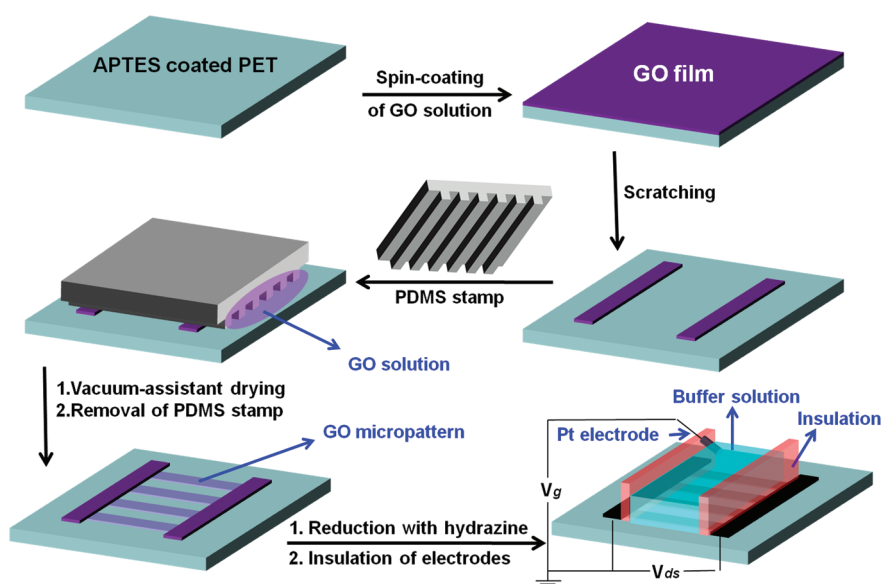 APTES coated PET
Spin-coating
of GO solution
GO film
Scratching
PDMS stamp
GO solution
1.Vacuum-assistant drying
2.Removal of PDMS stamp
GO micropattern
1. Reduction with hydrazine
2. Insulation of electrodes
Buffer solution
Pt electrode
Insulation
Vg
Vds